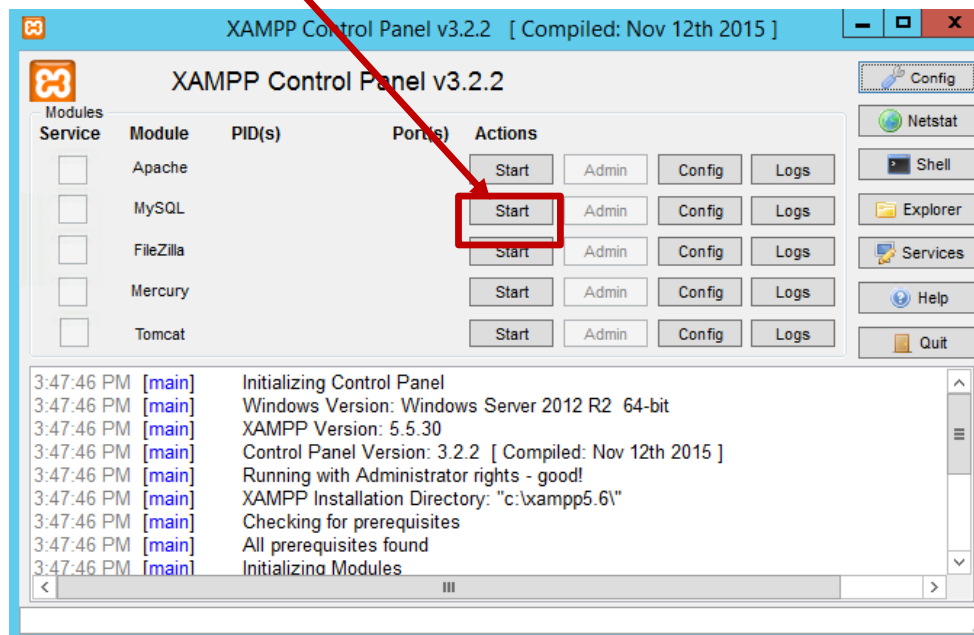 XAMPP Control Panel v3.2.2 [ Compiled: Nov 12th 2015 ]
XAMPP Control Panel v3.2.2
Config
Modules
Service Module PID(s) Port(s) Actions
Netstat
Apache Start Admin Config Logs
Shell
MySQL Start Admin Config Logs
Explorer
FileZilla Start Admin Config Logs
Services
Mercury Start Admin Config Logs
Help
Tomcat Start Admin Config Logs
Quit
3:47:46 PM [main] Initializing Control Panel
3:47:46 PM [main] Windows Version: Windows Server 2012 R2 64-bit
3:47:46 PM [main] XAMPP Version: 5.5.30
3:47:46 PM [main] Control Panel Version: 3.2.2 [ Compiled: Nov 12th 2015 ]
3:47:46 PM [main] Running with Administrator rights - good!
3:47:46 PM [main] XAMPP Installation Directory: "c:\xampp5.6\"
3:47:46 PM [main] Checking for prerequisites
3:47:46 PM [main] All prerequisites found
3:47:46 PM [main] Initializing Modules